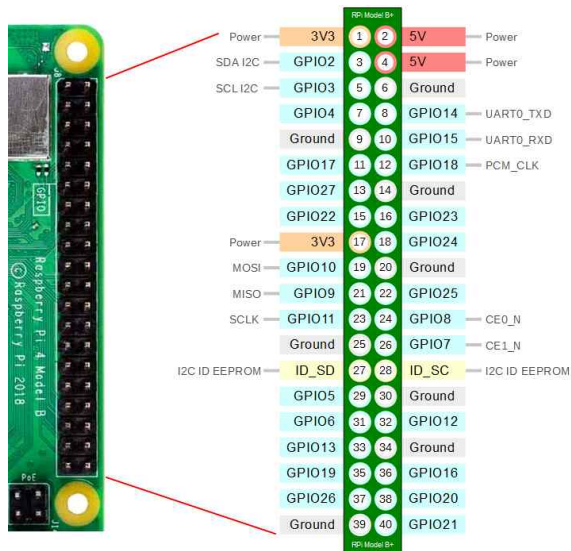 RPi Model B+
Power 3V3 1 2 5V Power
SDA I2C GPIO2 3 4 5V Power
SCL I2C GPIO3 5 6 Ground
GPIO4 7 8 GPIO14 UART0_TXD
Ground 9 10 GPIO15 UART0_RXD
GPIO17 11 12 GPIO18 PCM_CLK
GPIO27 13 14 Ground
GPIO22 15 16 GPIO23
Power 3V3 17 18 GPIO24
MOSI GPIO10 19 20 Ground
MISO GPIO9 21 22 GPIO25
SCLK GPIO11 23 24 GPIO8 CE0_N
Ground 25 26 GPIO7 CE1_N
I2C ID EEPROM ID_SD 27 28 ID_SC I2C ID EEPROM
GPIO5 29 30 Ground
GPIO6 31 32 GPIO12
GPIO13 33 34 Ground
GPIO19 35 36 GPIO16
GPIO26 37 38 GPIO20
Ground 39 40 GPIO21
RPi Model B+
J8
GPIO
Raspberry Pi 4 Model B
© Raspberry Pi 2018
PoE